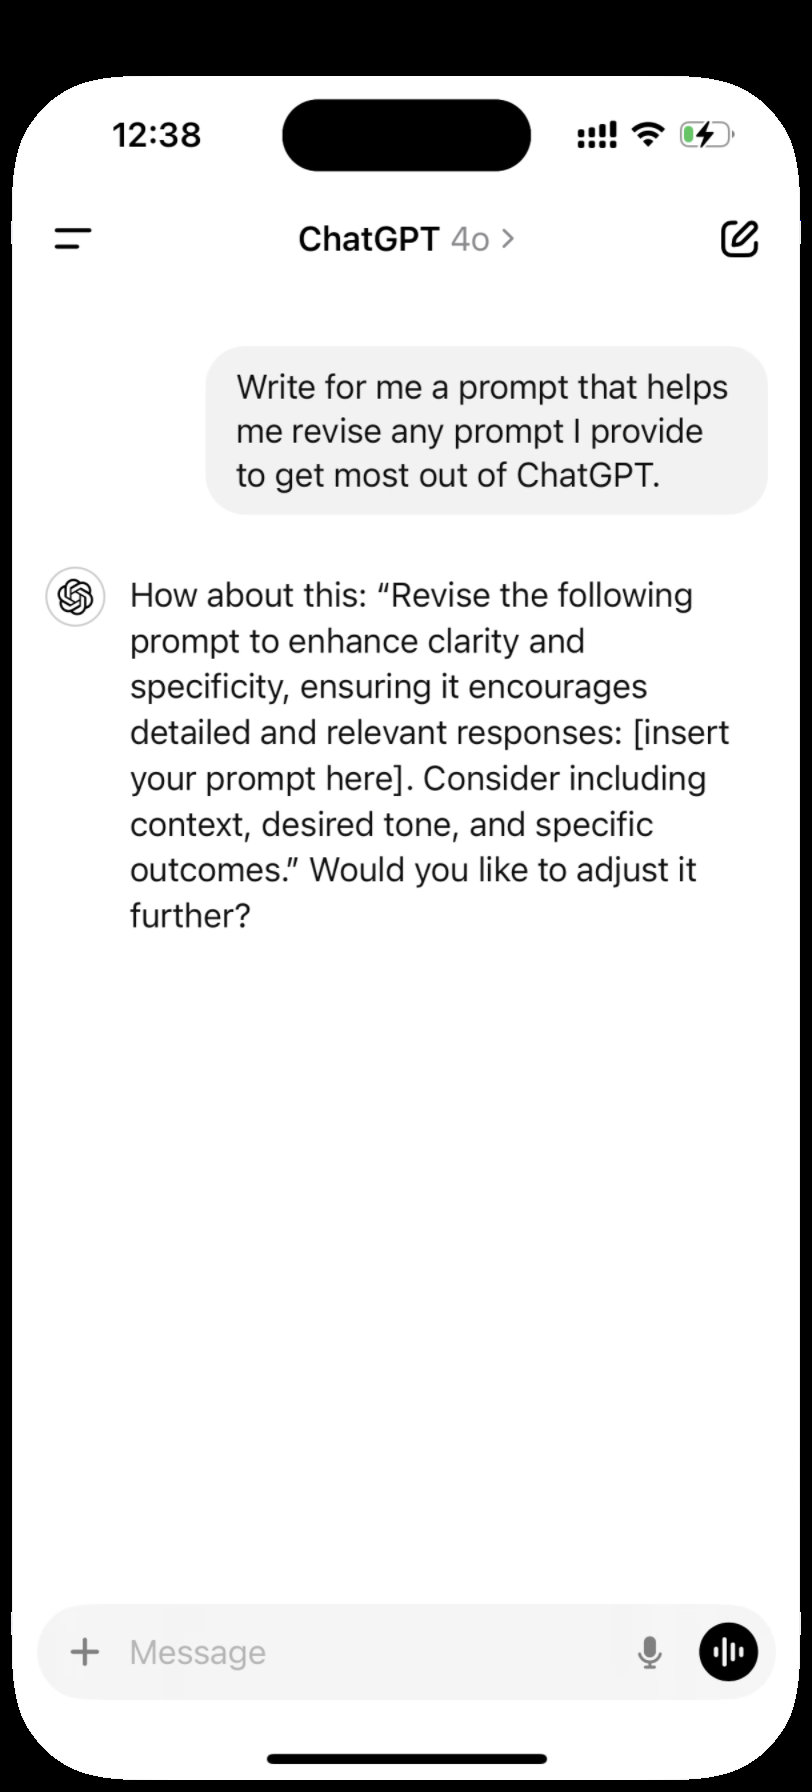 12:38
ChatGPT 4o >
Write for me a prompt that helps
me revise any prompt I provide
to get most out of ChatGPT.
How about this: “Revise the following
prompt to enhance clarity and
specificity, ensuring it encourages
detailed and relevant responses: [insert
your prompt here]. Consider including
context, desired tone, and specific
outcomes.” Would you like to adjust it
further?
Message